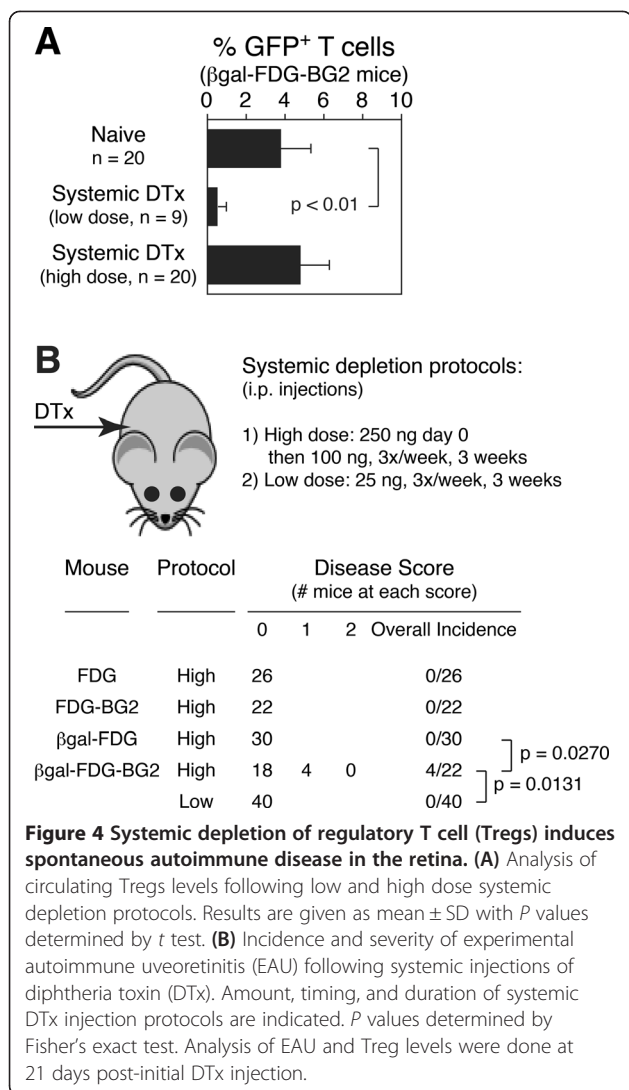 A
% GFP⁺ T cells
(βgal-FDG-BG2 mice)
0 2 4 6 8 10
Naive
n = 20
Systemic DTx
(low dose, n = 9)
p < 0.01
Systemic DTx
(high dose, n = 20)
B
DTx
Systemic depletion protocols:
(i.p. injections)
1) High dose: 250 ng day 0
then 100 ng, 3x/week, 3 weeks
2) Low dose: 25 ng, 3x/week, 3 weeks
Mouse Protocol Disease Score
(# mice at each score)
0 1 2 Overall Incidence
FDG High 26 0/26
FDG-BG2 High 22 0/22
βgal-FDG High 30 0/30
p = 0.0270
βgal-FDG-BG2 High 18 4 0 4/22
p = 0.0131
Low 40 0/40
Figure 4 Systemic depletion of regulatory T cell (Tregs) induces
spontaneous autoimmune disease in the retina. (A) Analysis of
circulating Tregs levels following low and high dose systemic
depletion protocols. Results are given as mean ± SD with P values
determined by t test. (B) Incidence and severity of experimental
autoimmune uveoretinitis (EAU) following systemic injections of
diphtheria toxin (DTx). Amount, timing, and duration of systemic
DTx injection protocols are indicated. P values determined by
Fisher's exact test. Analysis of EAU and Treg levels were done at
21 days post-initial DTx injection.